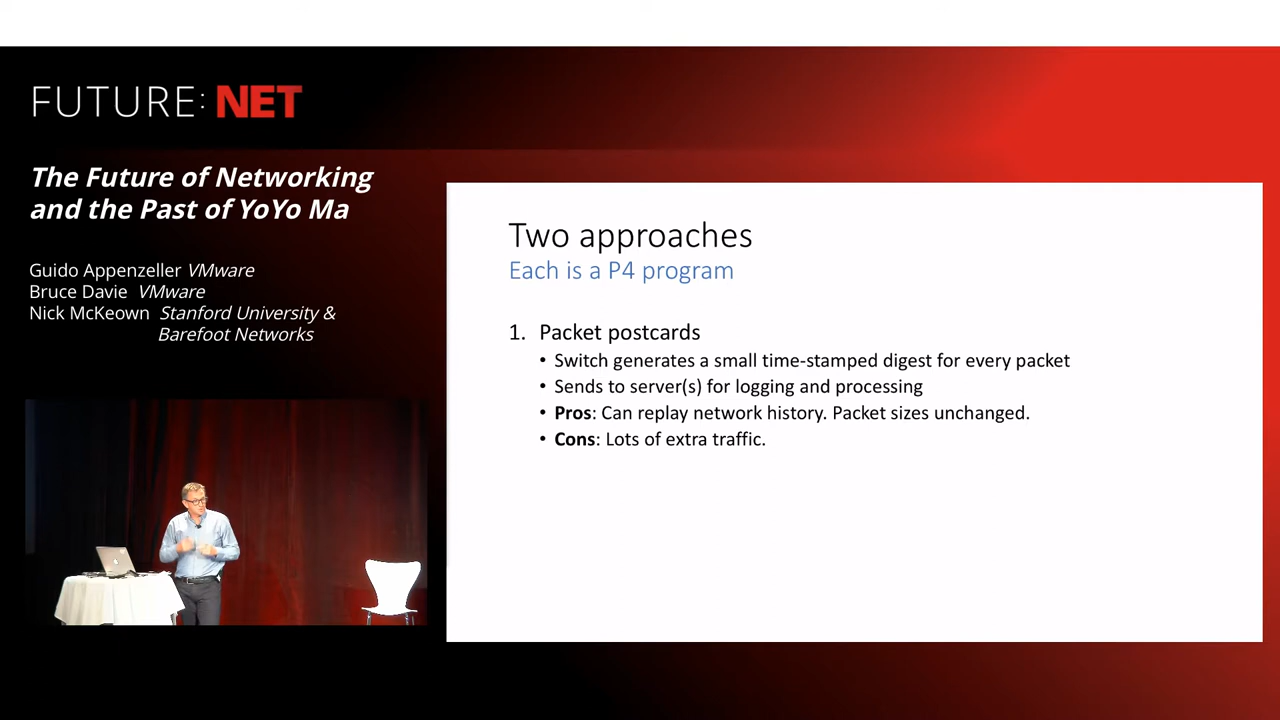 FUTURE: NET
The Future of Networking
and the Past of YoYo Ma
Guido Appenzeller VMware
Bruce Davie VMware
Nick McKeown Stanford University &
Barefoot Networks
Two approaches
Each is a P4 program
1. Packet postcards
• Switch generates a small time-stamped digest for every packet
• Sends to server(s) for logging and processing
• Pros: Can replay network history. Packet sizes unchanged.
• Cons: Lots of extra traffic.